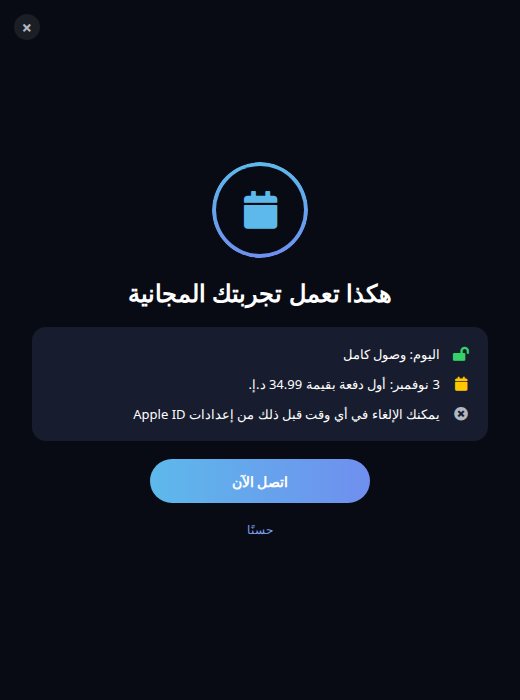 هكذا تعمل تجربتك المجانية
اليوم: وصول كامل
3 نوفمبر: أول دفعة بقيمة 34.99 د.إ.
يمكنك الإلغاء في أي وقت قبل ذلك من إعدادات Apple ID
اتصل الآن
حسنًا